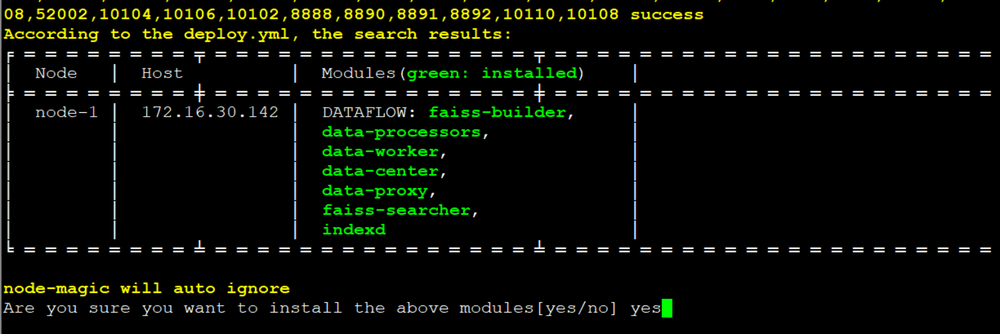 08,52002,10104,10106,10102,8888,8890,8891,8892,10110,10108 success
According to the deploy.yml, the search results:
Node | Host | Modules(green: installed) |
node-1 | 172.16.30.142 | DATAFLOW: faiss-builder, |
data-processors,
data-worker,
data-center,
data-proxy,
faiss-searcher,
indexd
node-magic will auto ignore
Are you sure you want to install the above modules[yes/no] yes